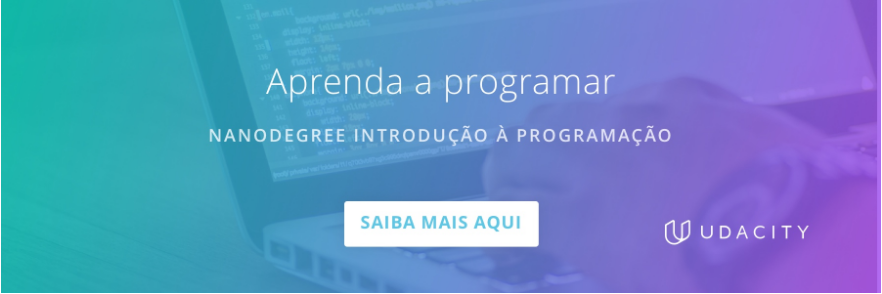 Aprenda a programar
NANODEGREE INTRODUÇÃO À PROGRAMAÇÃO
SAIBA MAIS AQUI
UDACITY